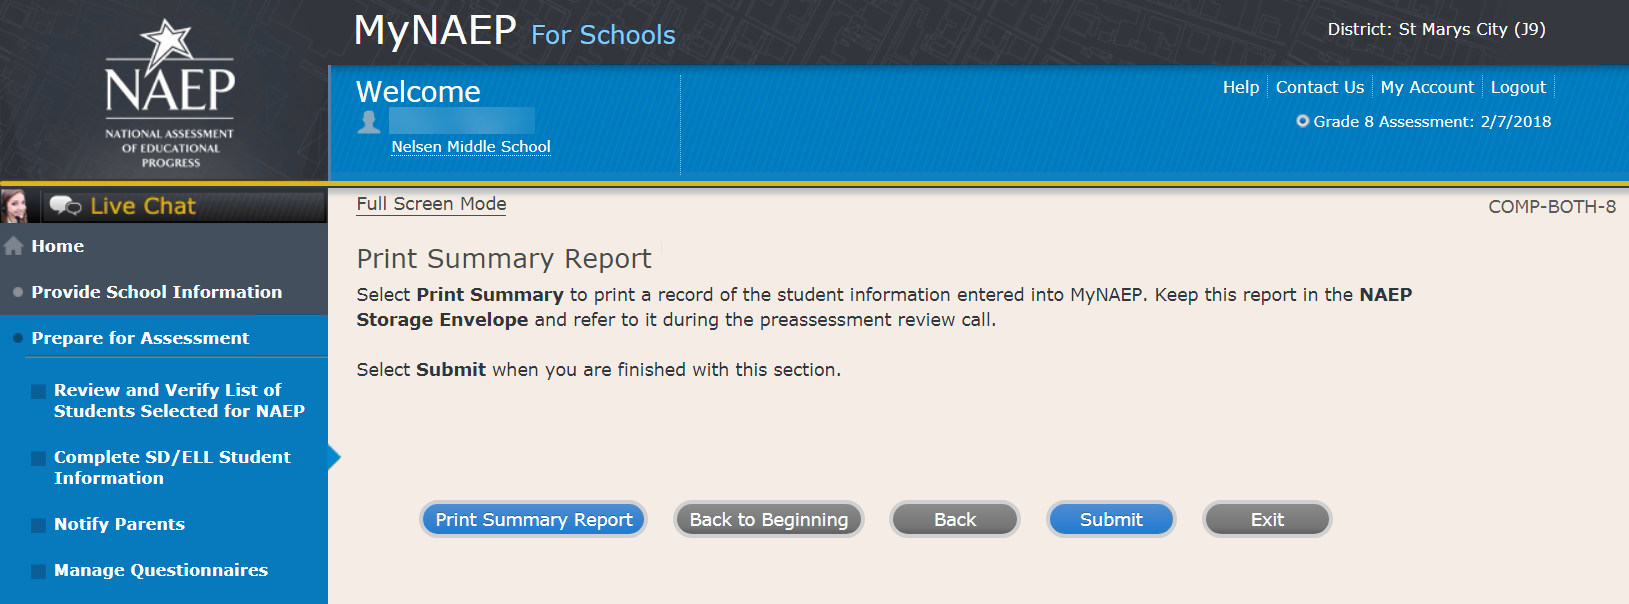 MyNAEP For Schools
District: St Marys City (J9)
NAEP
NATIONAL ASSESSMENT
OF EDUCATIONAL
PROGRESS
Welcome
Nelsen Middle School
Help
Contact Us
My Account
Logout
Grade 8 Assessment: 2/7/2018
Live Chat
Home
Provide School Information
Prepare for Assessment
Review and Verify List of
Students Selected for NAEP
Complete SD/ELL Student
Information
Notify Parents
Manage Questionnaires
Full Screen Mode
COMP-BOTH-8
Print Summary Report
Select Print Summary to print a record of the student information entered into MyNAEP. Keep this report in the NAEP
Storage Envelope and refer to it during the preassessment review call.
Select Submit when you are finished with this section.
Print Summary Report
Back to Beginning
Back
Submit
Exit